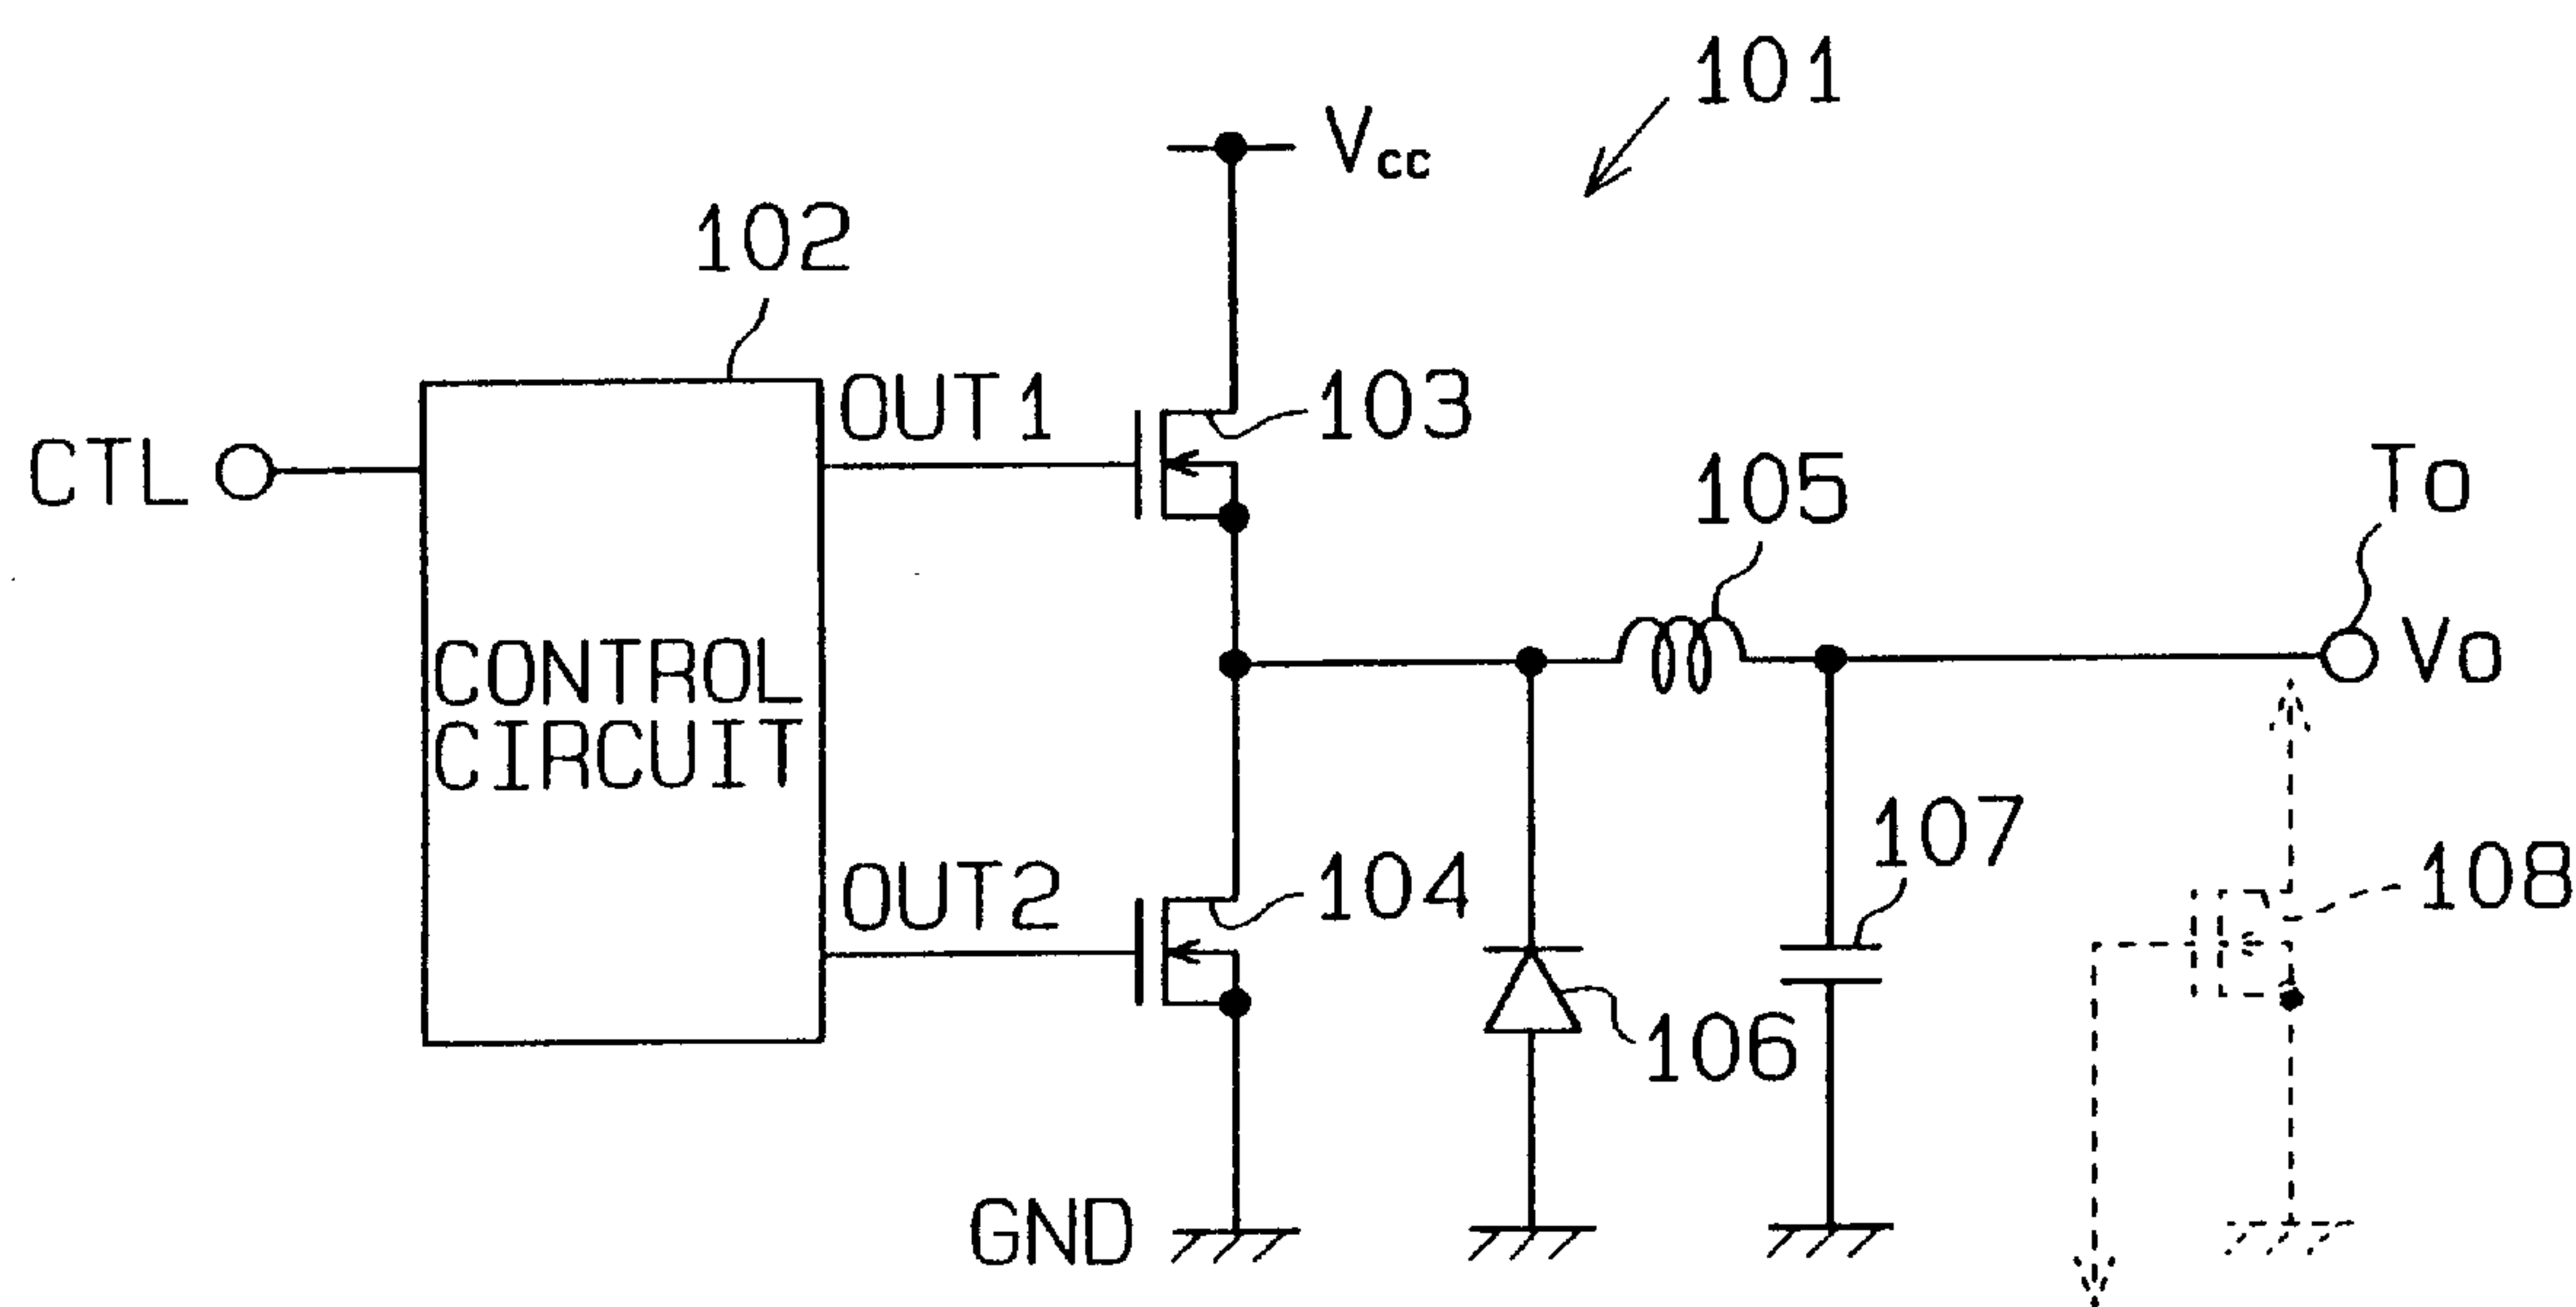 101
Vcc
102
OUT1
103
CTL
105
To
CONTROL
CIRCUIT
Vo
107
OUT2
104
108
106
GND